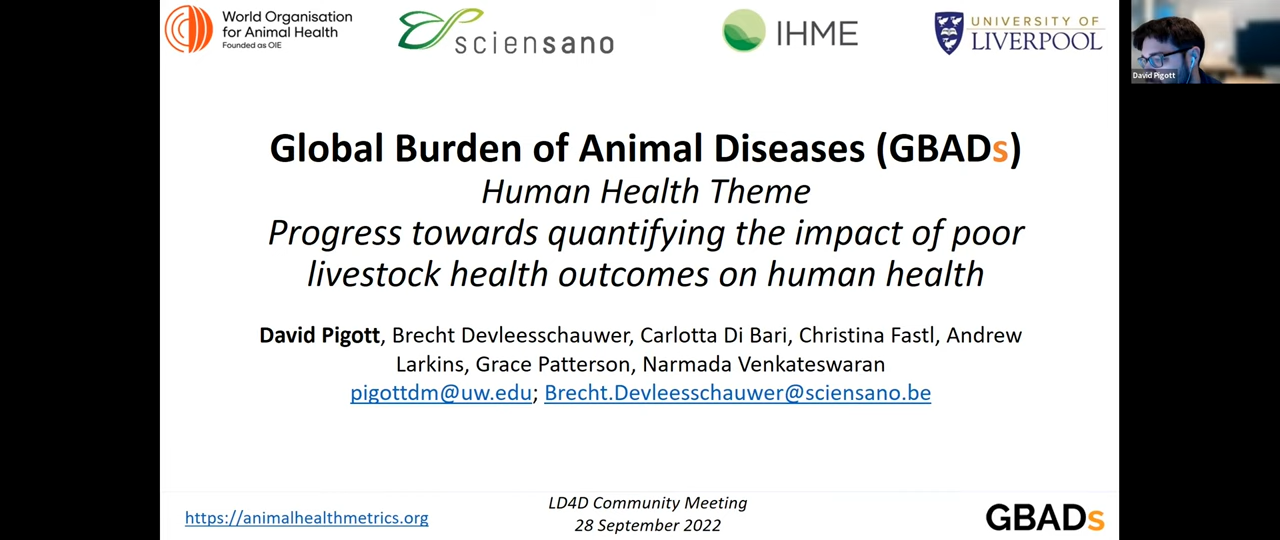 World Organisation
for Animal Health
Founded as OIE
sciensano
IHME
UNIVERSITY OF
LIVERPOOL
David Pigott
Global Burden of Animal Diseases (GBADs)
Human Health Theme
Progress towards quantifying the impact of poor
livestock health outcomes on human health
David Pigott, Brecht Devleesschauwer, Carlotta Di Bari, Christina Fastl, Andrew
Larkins, Grace Patterson, Narmada Venkateswaran
pigottdm@uw.edu; Brecht.Devleesschauwer@sciensano.be
https://animalhealthmetrics.org
LD4D Community Meeting
28 September 2022
GBADs